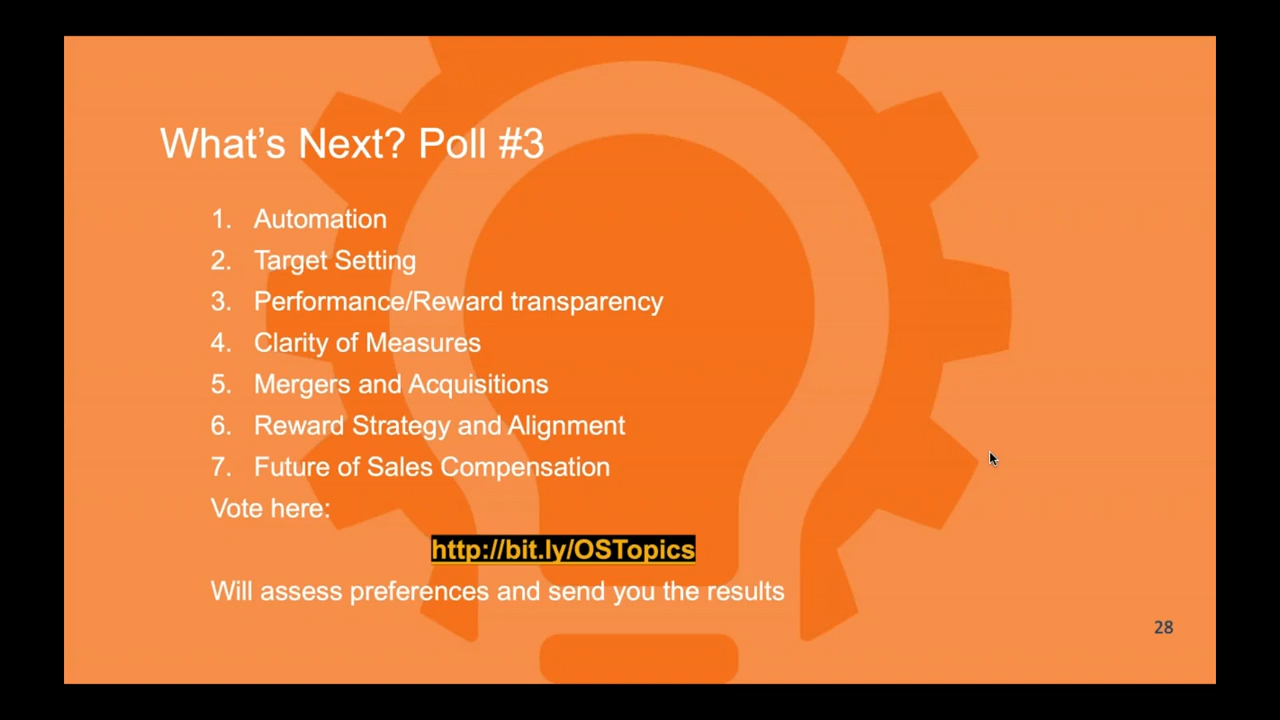 What's Next? Poll #3
1. Automation
2. Target Setting
3. Performance/Reward transparency
4. Clarity of Measures
5. Mergers and Acquisitions
6. Reward Strategy and Alignment
7. Future of Sales Compensation
Vote here:
http://bit.ly/OSTopics
Will assess preferences and send you the results
28